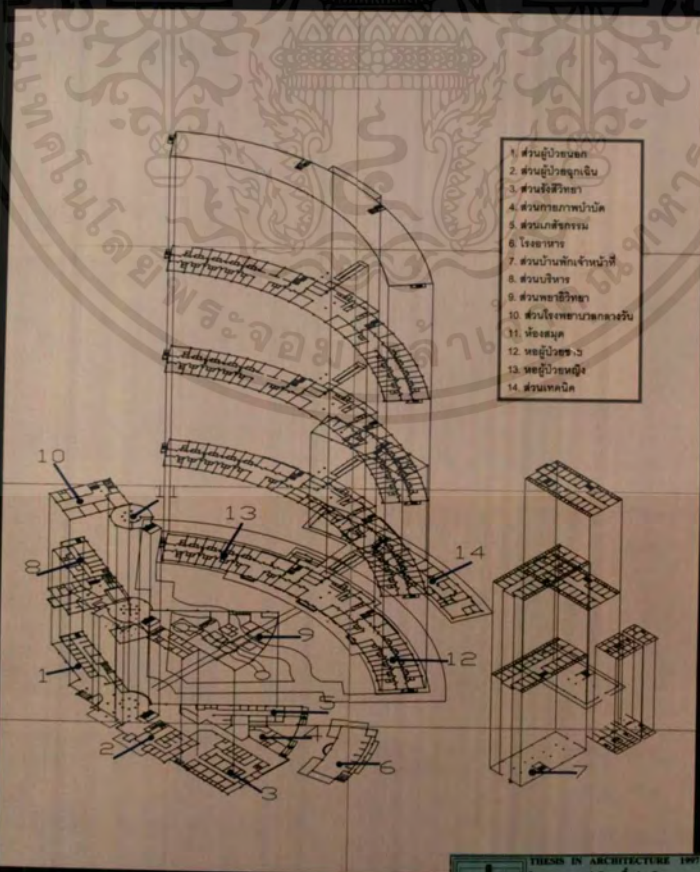 1. ส่วนผู้ป่วยนอก
2. ส่วนผู้ป่วยฉุกเฉิน
3. ส่วนรังสีวิทยา
4. ส่วนกายภาพบำบัด
5. ส่วนเภสัชกรรม
6. โรงอาหาร
7. ส่วนบ้านพักเจ้าหน้าที่
8. ส่วนบริหาร
9. ส่วนพยาธิวิทยา
10. ส่วนโรงพยาบาลกลางวัน
11. ห้องสมุด
12. หอผู้ป่วยชาย
13. หอผู้ป่วยหญิง
14. ส่วนเทคนิค
10
11
13
14
8
9
1
12
5
2
4
6
3
7
THESIS IN ARCHITECTURE 1997